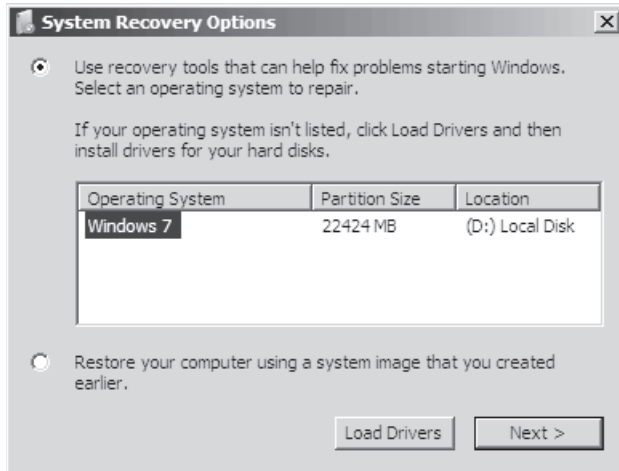 System Recovery Options
Use recovery tools that can help fix problems starting Windows.
Select an operating system to repair.
If your operating system isn't listed, click Load Drivers and then
install drivers for your hard disks.
Operating System Partition Size Location
Windows 7 22424 MB (D:) Local Disk
Restore your computer using a system image that you created
earlier.
Load Drivers Next >